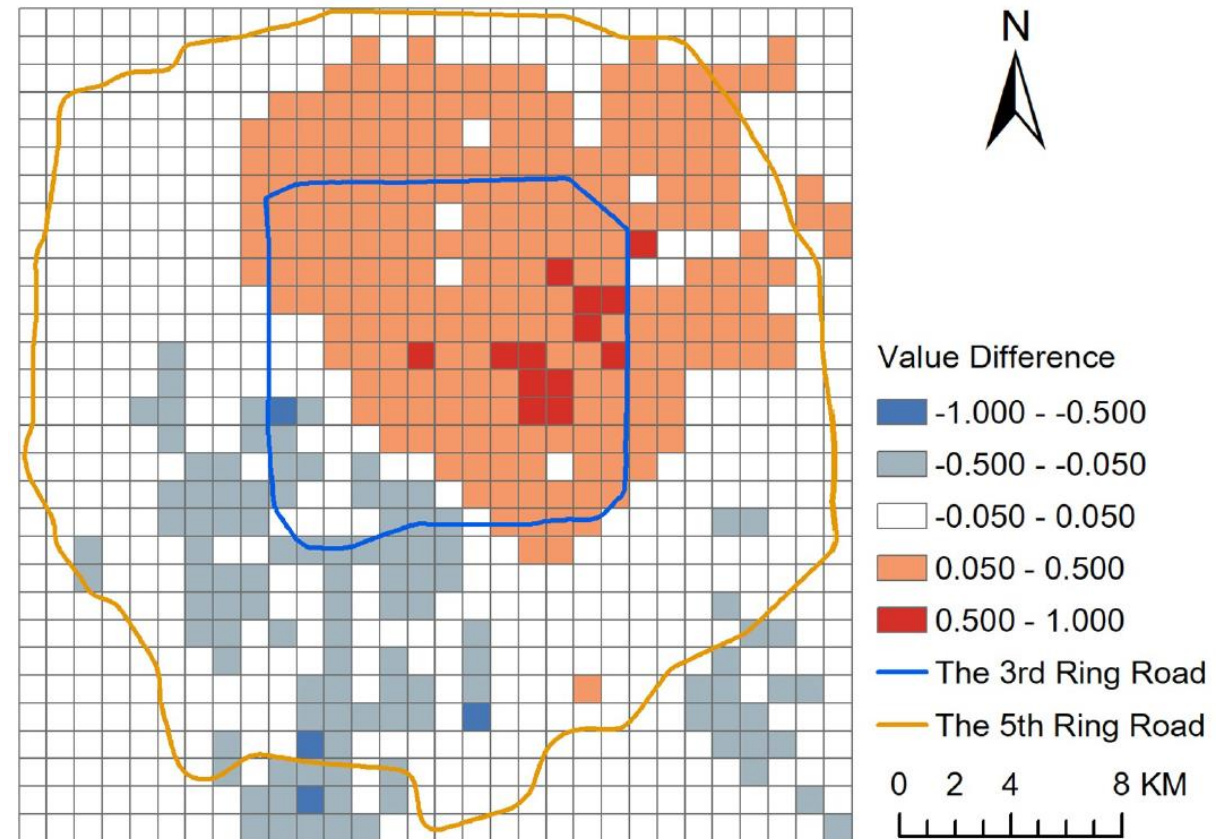 N
Value Difference
-1.000 - -0.500
-0.500 - -0.050
-0.050 - 0.050
0.050 - 0.500
0.500 - 1.000
The 3rd Ring Road
The 5th Ring Road
0 2 4 8 KM